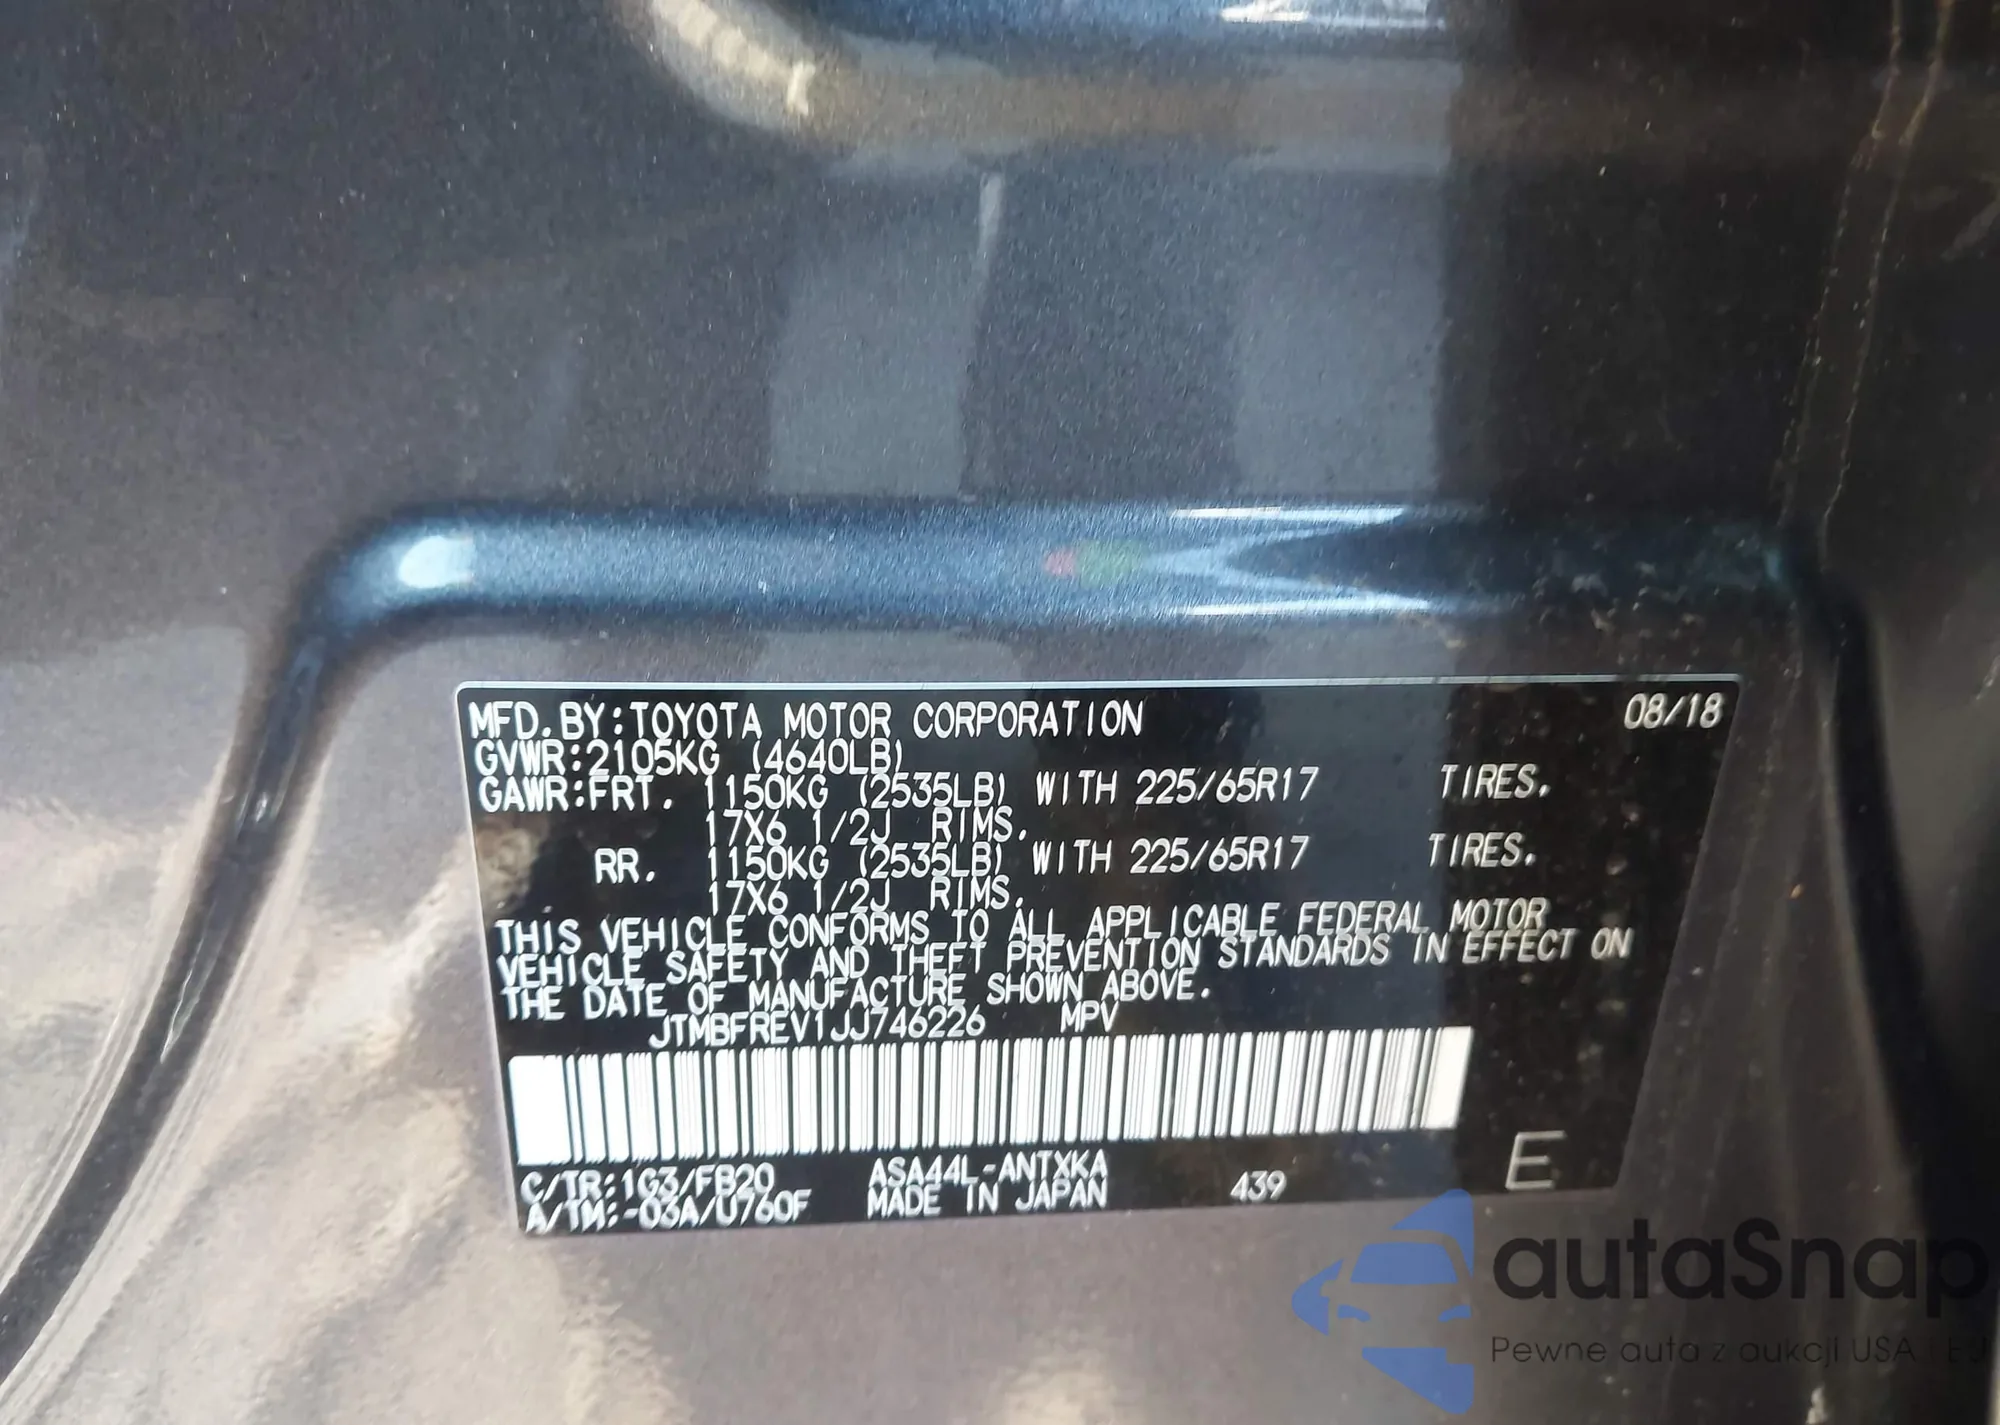 MFD.BY:TOYOTA MOTOR CORPORATION 08/18
GVWR:2105KG (4640LB)
GAWR:FRT. 1150KG (2535LB) WITH 225/65R17 TIRES.
17X6 1/2J RIMS.
RR. 1150KG (2535LB) WITH 225/65R17 TIRES.
17X6 1/2J RIMS.
THIS VEHICLE CONFORMS TO ALL APPLICABLE FEDERAL MOTOR
VEHICLE SAFETY AND THEFT PREVENTION STANDARDS IN EFFECT ON
THE DATE OF MANUFACTURE SHOWN ABOVE.
JTMBFREV1JJ746226 MPV
C/TR:1G3/FB20 ASA44L-ANTXKA
A/TM:-03A/U760F MADE IN JAPAN 439 E
autaSnap
Pewne auta z aukcji USA i EU